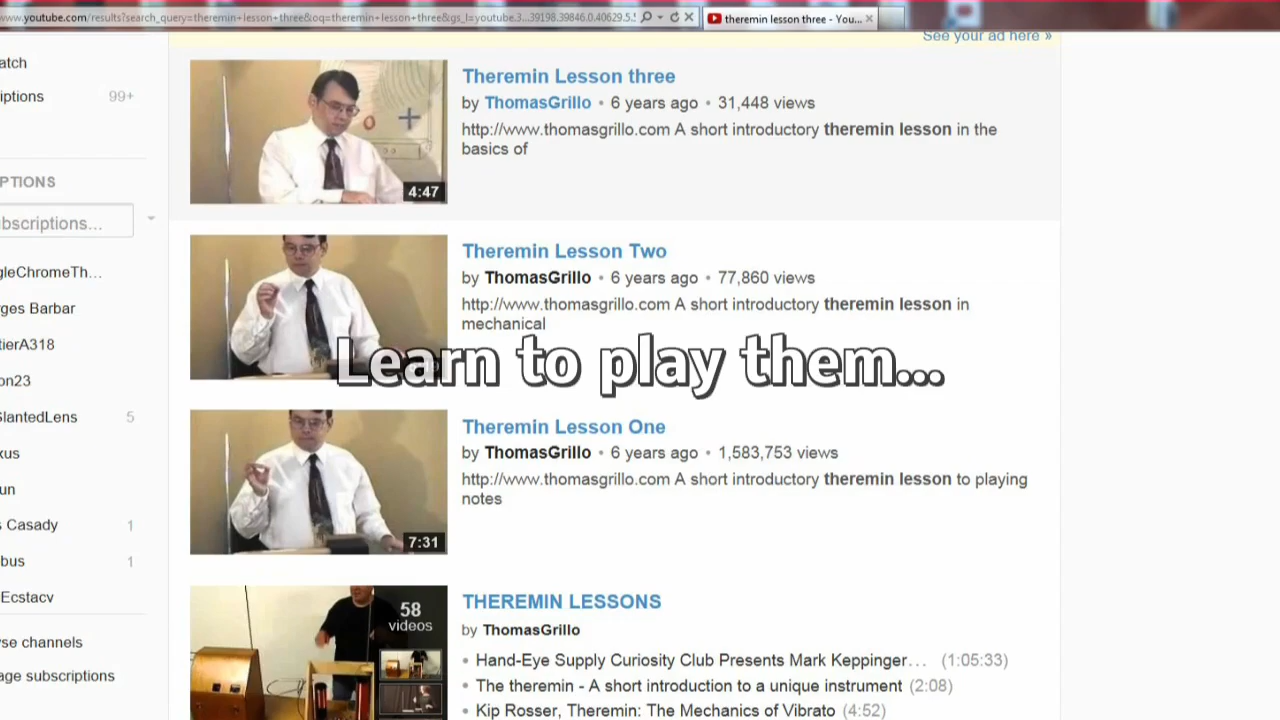 www.youtube.com/results?search_query=theremin+lesson+three&oq=theremin+lesson+three&gs_l=youtube.3...39198.39846.0.40629.5.
theremin lesson three - You...
See your ad here »
atch
iptions 99+
Theremin Lesson three
by ThomasGrillo • 6 years ago • 31,448 views
http://www.thomasgrillo.com A short introductory theremin lesson in the
basics of
4:47
PTIONS
bscriptions...
Theremin Lesson Two
by ThomasGrillo • 6 years ago • 77,860 views
http://www.thomasgrillo.com A short introductory theremin lesson in
mechanical
gleChromeTh...
ges Barbar
tierA318
on23
SlantedLens 5
Learn to play them...
Theremin Lesson One
by ThomasGrillo • 6 years ago • 1,583,753 views
http://www.thomasgrillo.com A short introductory theremin lesson to playing
notes
7:31
xus
un
s Casady 1
bus 1
Ecstacv
THEREMIN LESSONS
by ThomasGrillo
58
videos
• Hand-Eye Supply Curiosity Club Presents Mark Keppinger... (1:05:33)
• The theremin - A short introduction to a unique instrument (2:08)
• Kip Rosser, Theremin: The Mechanics of Vibrato (4:52)
wse channels
age subscriptions